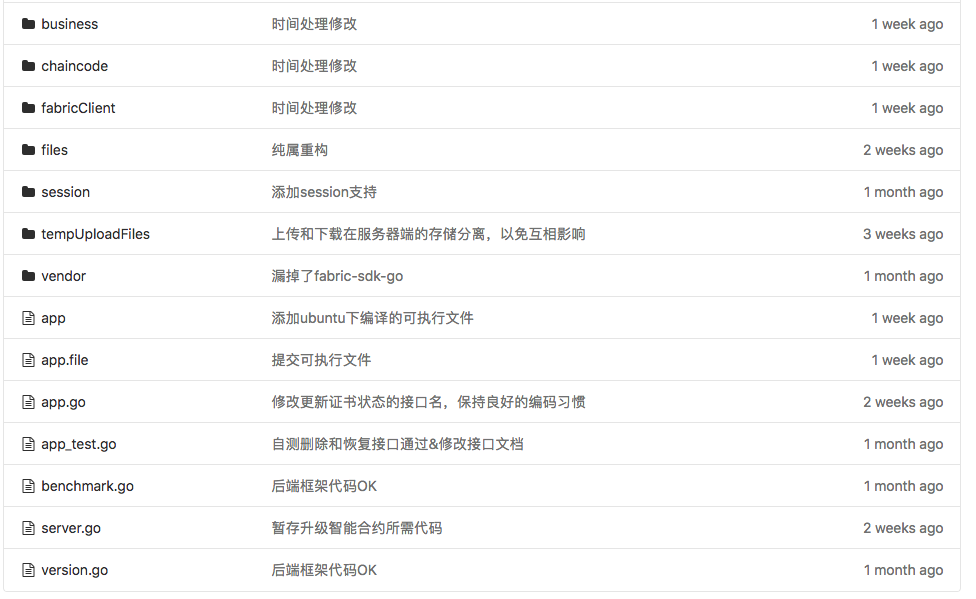 business 时间处理修改 1 week ago
chaincode 时间处理修改 1 week ago
fabricClient 时间处理修改 1 week ago
files 纯属重构 2 weeks ago
session 添加session支持 1 month ago
tempUploadFiles 上传和下载在服务器端的存储分离，以免互相影响 3 weeks ago
vendor 漏掉了fabric-sdk-go 1 month ago
app 添加ubuntu下编译的可执行文件 1 week ago
app.file 提交可执行文件 1 week ago
app.go 修改更新证书状态的接口名，保持良好的编码习惯 2 weeks ago
app_test.go 自测删除和恢复接口通过&修改接口文档 1 month ago
benchmark.go 后端框架代码OK 1 month ago
server.go 暂存升级智能合约所需代码 2 weeks ago
version.go 后端框架代码OK 1 month ago